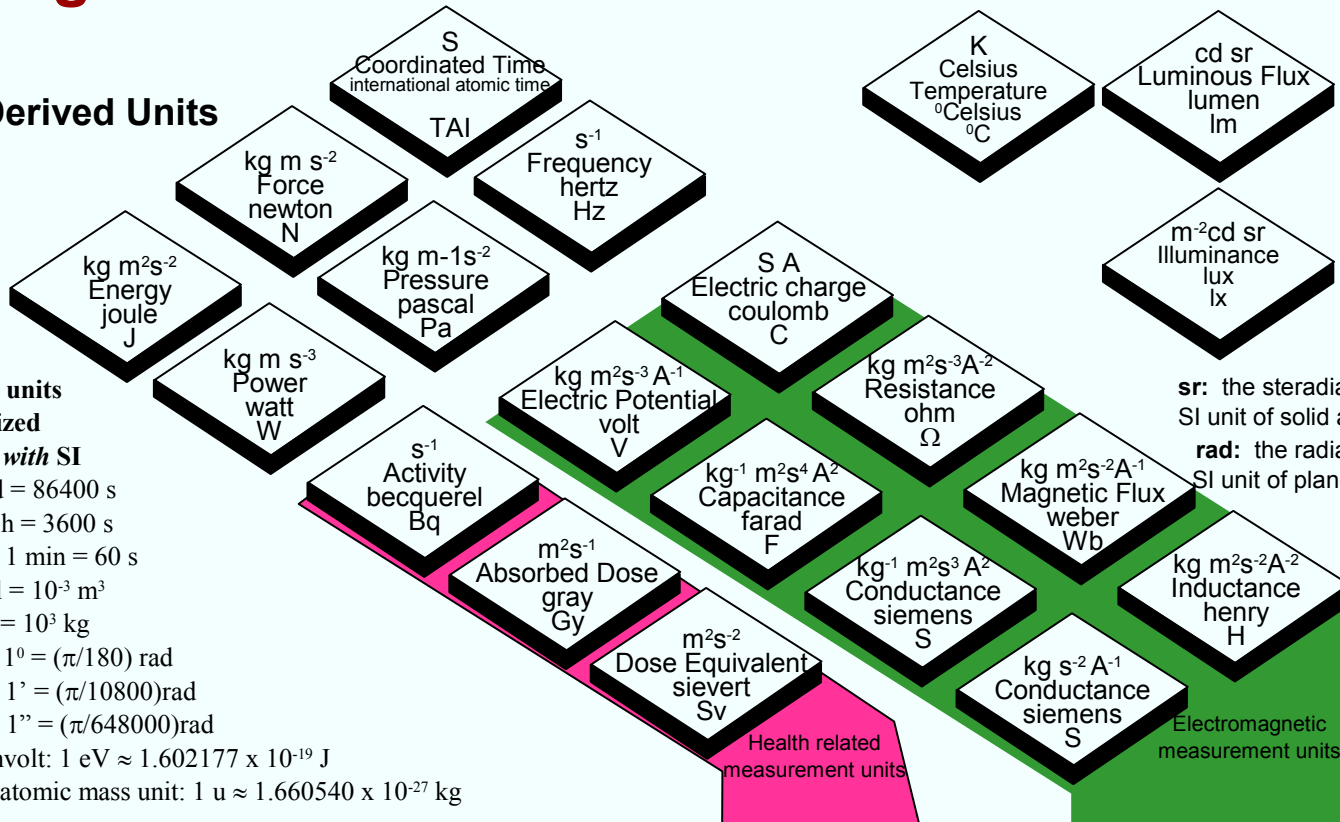 Derived Units
S
Coordinated Time
international atomic time
TAI
K
Celsius
Temperature
⁰Celsius
⁰C
cd sr
Luminous Flux
lumen
lm
kg m s⁻²
Force
newton
N
s⁻¹
Frequency
hertz
Hz
m⁻²cd sr
Illuminance
lux
lx
kg m²s⁻²
Energy
joule
J
kg m-1s⁻²
Pressure
pascal
Pa
S A
Electric charge
coulomb
C
kg m s⁻³
Power
watt
W
kg m²s⁻³ A⁻¹
Electric Potential
volt
V
kg m²s⁻³A⁻²
Resistance
ohm
Ω
s⁻¹
Activity
becquerel
Bq
kg⁻¹ m²s⁴ A²
Capacitance
farad
F
kg m²s⁻²A⁻¹
Magnetic Flux
weber
Wb
m²s⁻¹
Absorbed Dose
gray
Gy
kg⁻¹ m²s³ A²
Conductance
siemens
S
kg m²s⁻²A⁻²
Inductance
henry
H
m²s⁻²
Dose Equivalent
sievert
Sv
kg s⁻² A⁻¹
Conductance
siemens
S
Health related
measurement units
Electromagnetic
measurement units
sr: the steradia
SI unit of solid a
rad: the radia
SI unit of plan
units
ized
with SI
d = 86400 s
h = 3600 s
1 min = 60 s
l = 10⁻³ m³
= 10³ kg
1⁰ = (π/180) rad
1’ = (π/10800)rad
1” = (π/648000)rad
nvolt: 1 eV ≈ 1.602177 x 10⁻¹⁹ J
atomic mass unit: 1 u ≈ 1.660540 x 10⁻²⁷ kg